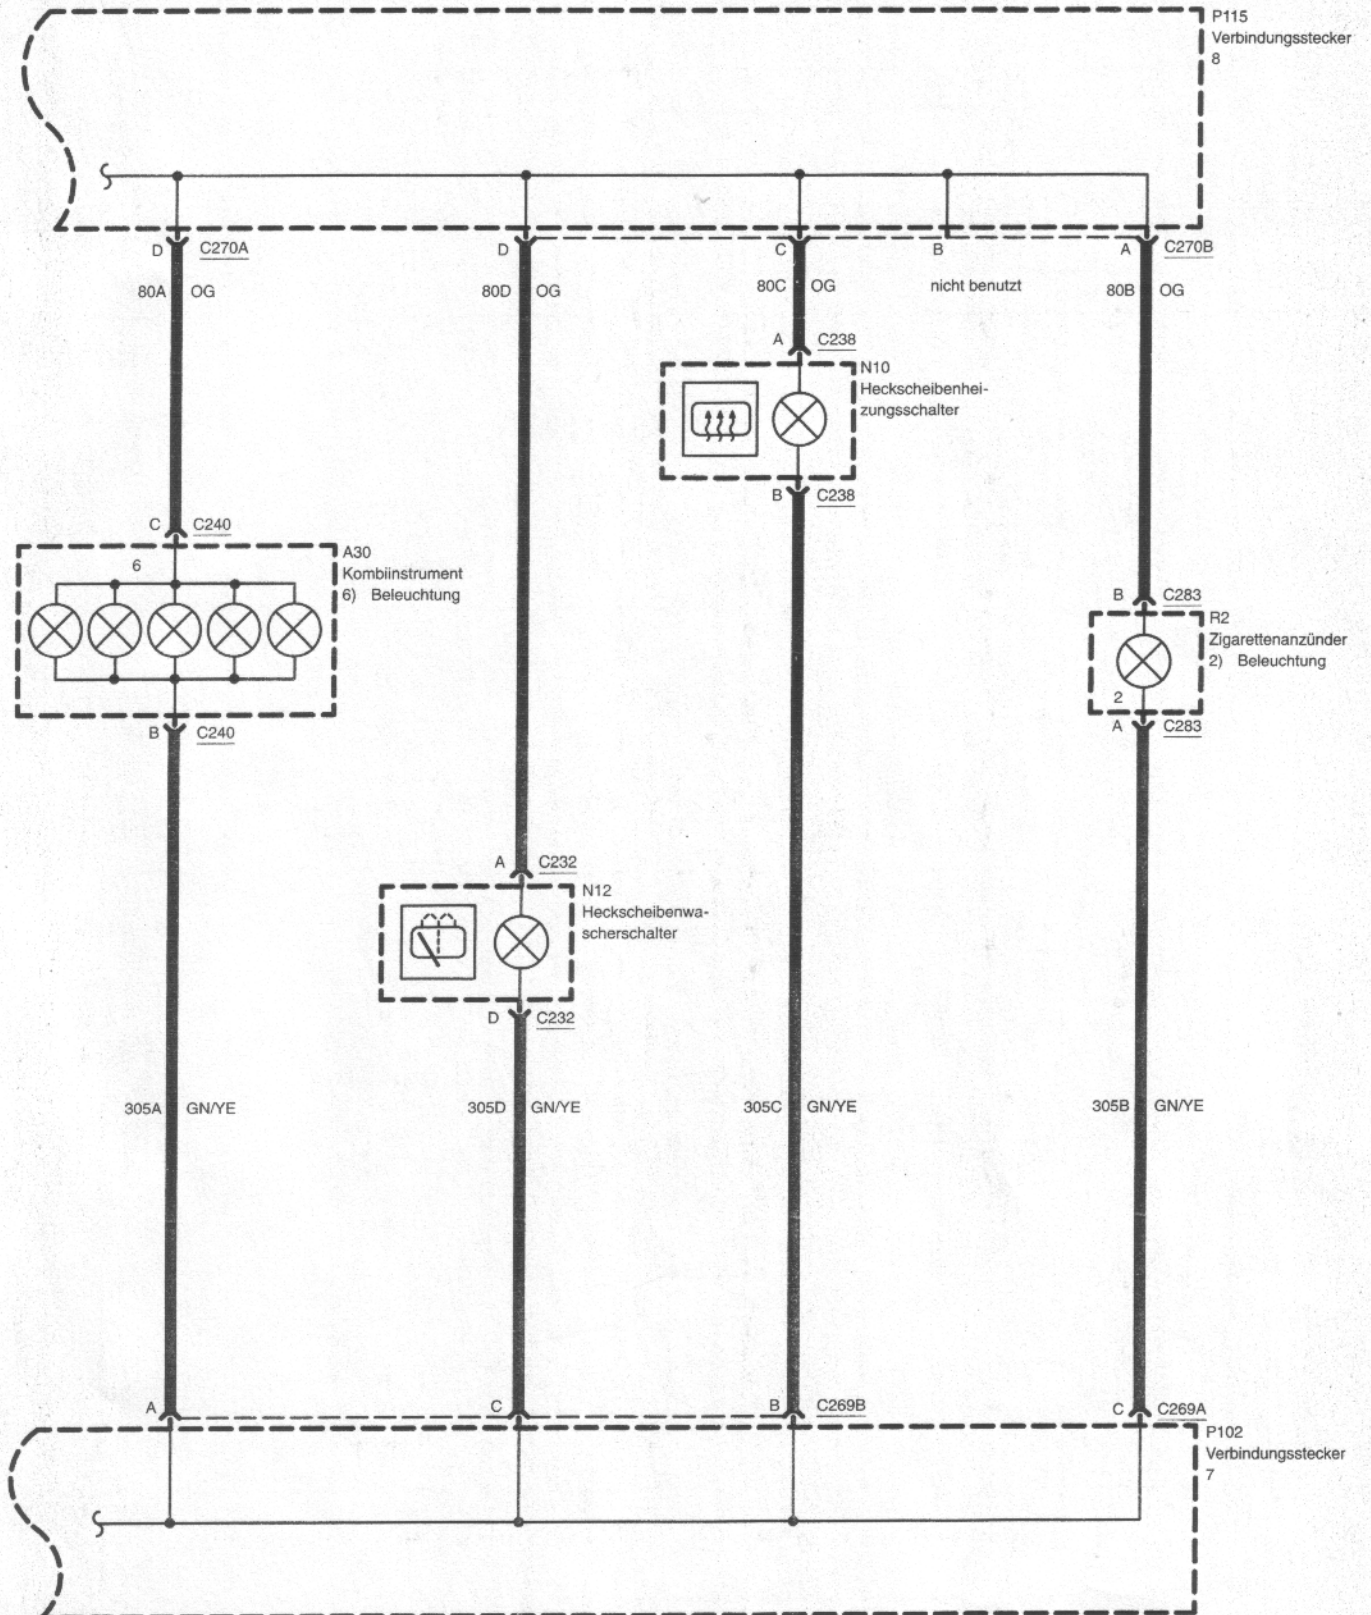 P115
Verbindungsstecker
8
D C270A
D
C
B
A C270B
80A OG
80D OG
80C OG
nicht benutzt
80B OG
A C238
N10
Heckscheibenhei-
zungsschalter
B C238
C C240
A30
Kombiinstrument
6) Beleuchtung
6
B C240
B C283
R2
Zigarettenanzünder
2) Beleuchtung
2
A C283
A C232
N12
Heckscheibenwa-
scherschalter
D C232
305A GN/YE
305D GN/YE
305C GN/YE
305B GN/YE
A
C
B C269B
C C269A
P102
Verbindungsstecker
7